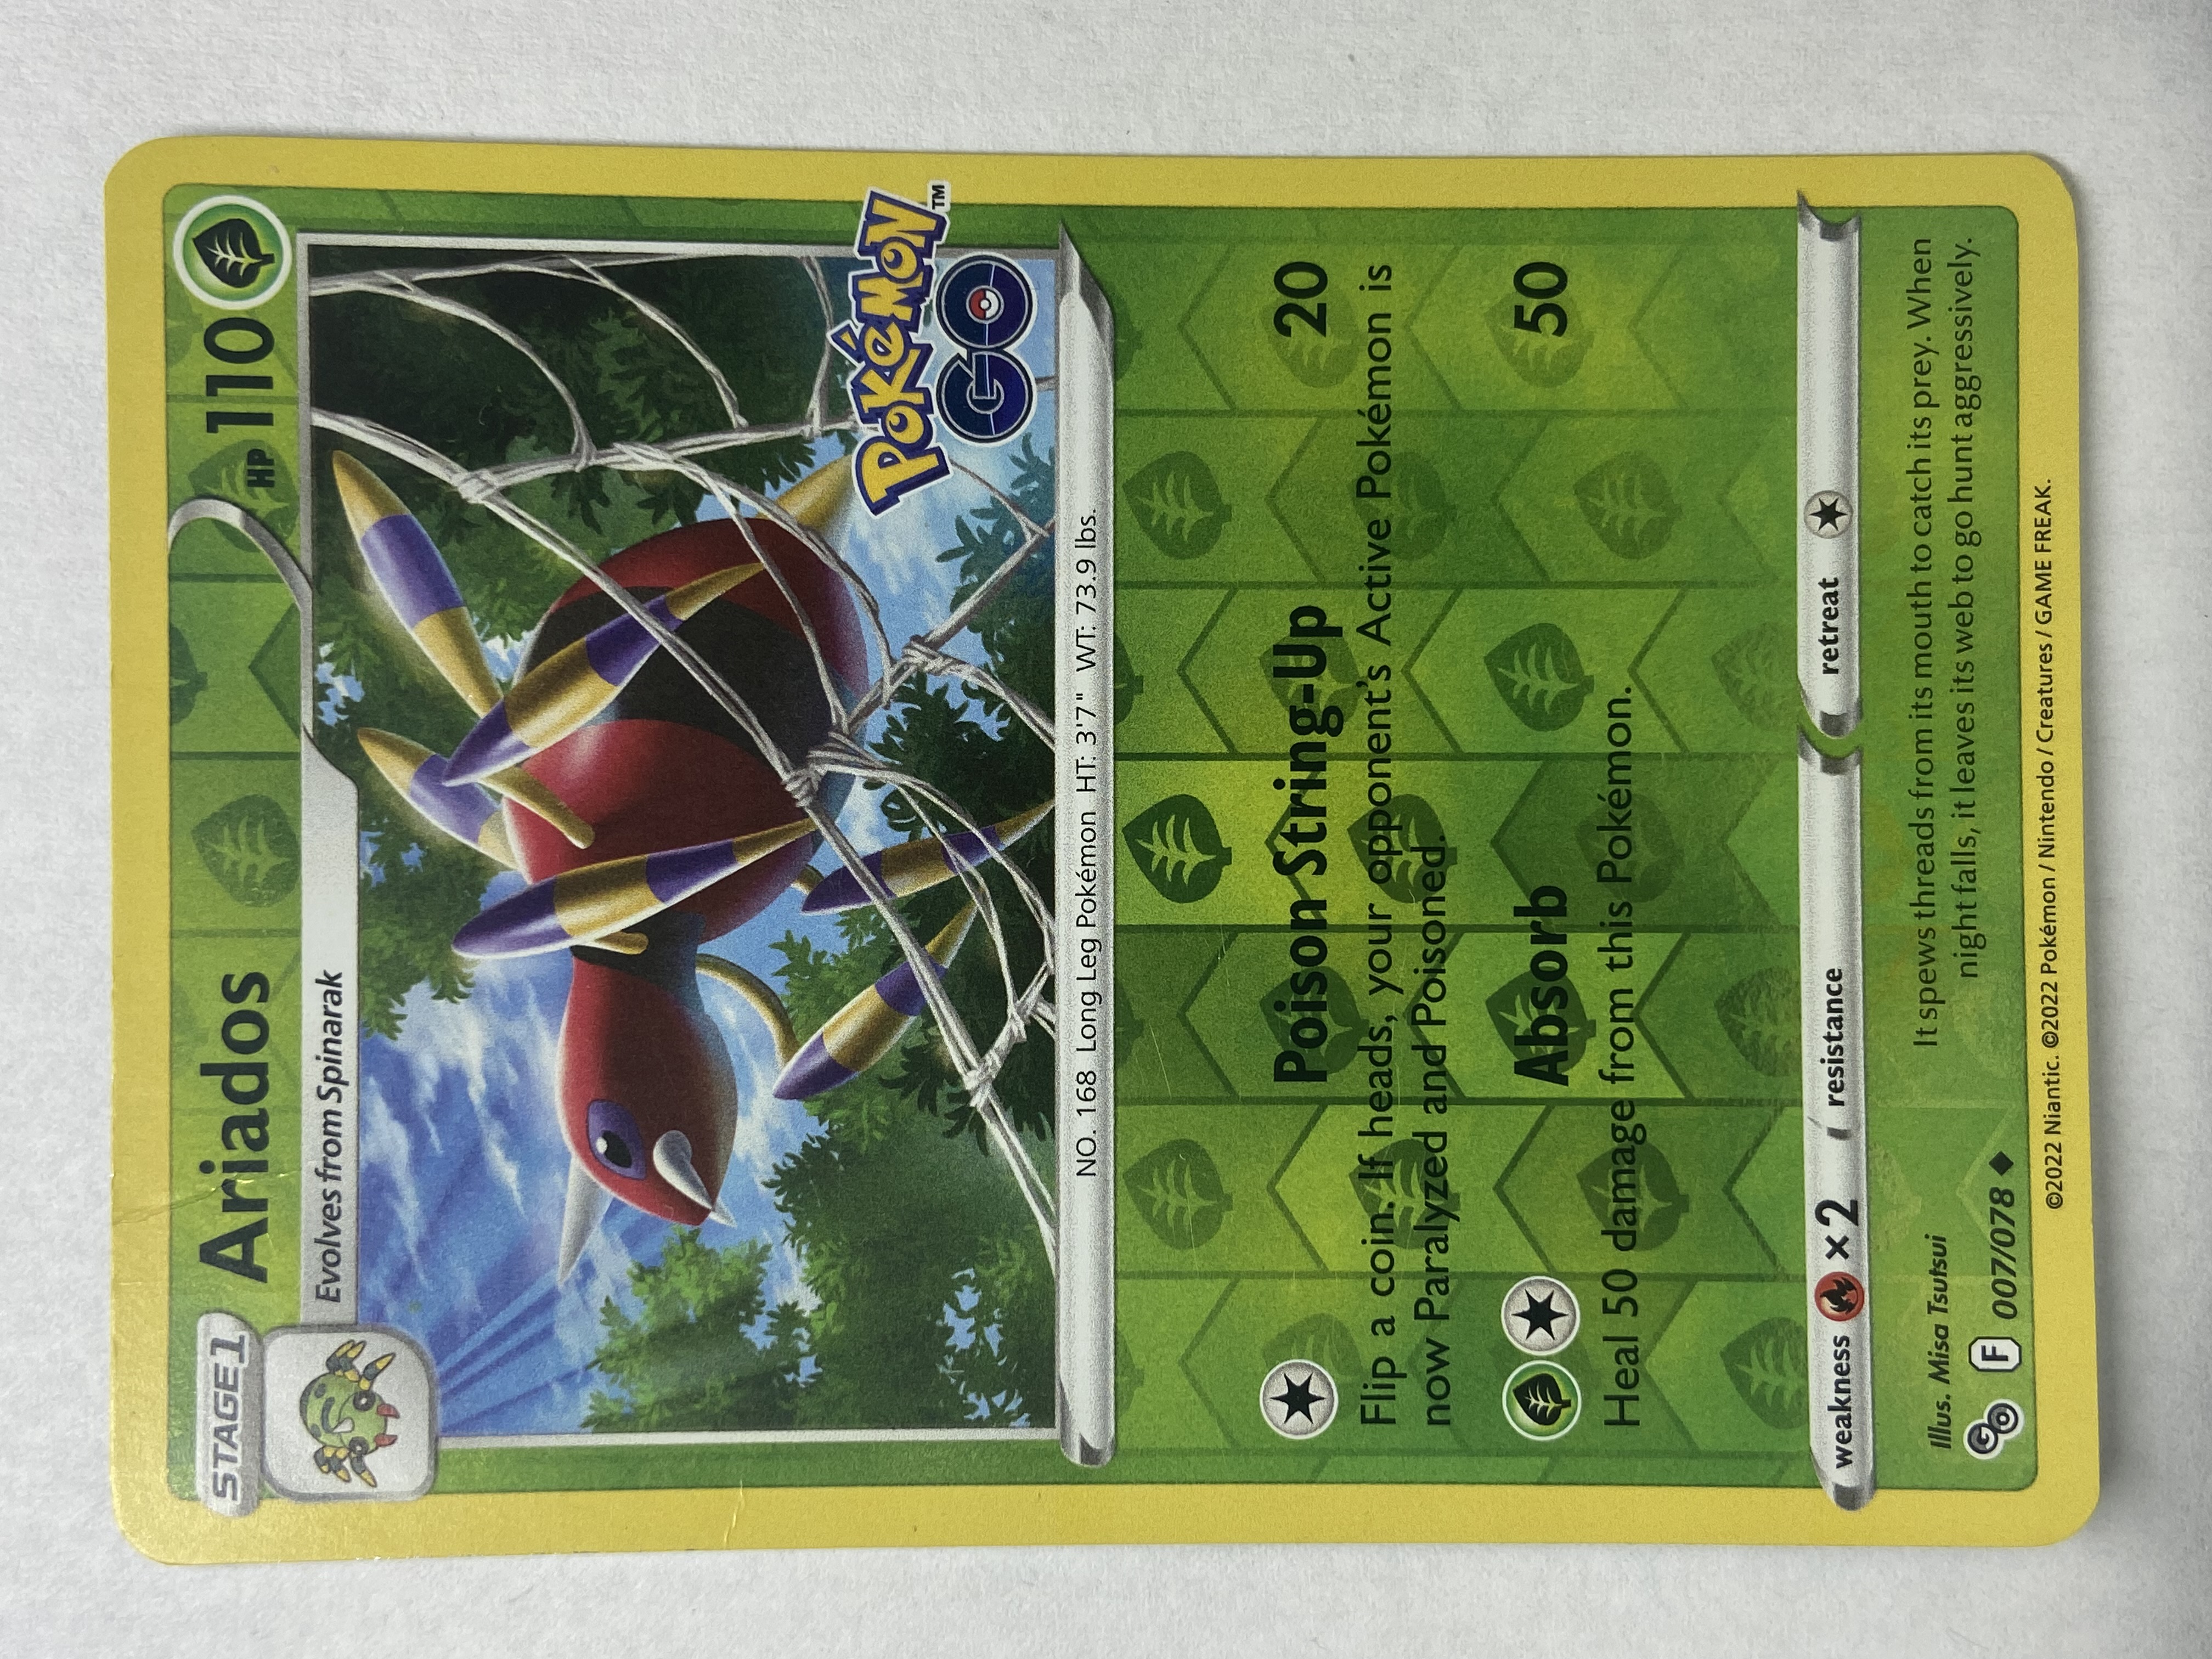 STAGE 1
Ariados
HP 110
Evolves from Spinarak
POKéMON™
GO
NO. 168 Long Leg Pokémon HT: 3'7" WT: 73.9 lbs.
Poison String-Up 20
Flip a coin. If heads, your opponent's Active Pokémon is
now Paralyzed and Poisoned.
Absorb 50
Heal 50 damage from this Pokémon.
weakness ×2 resistance retreat
Illus. Misa Tsutsui
It spews threads from its mouth to catch its prey. When
night falls, it leaves its web to go hunt aggressively.
GO F 007/078
©2022 Niantic. ©2022 Pokémon / Nintendo / Creatures / GAME FREAK.